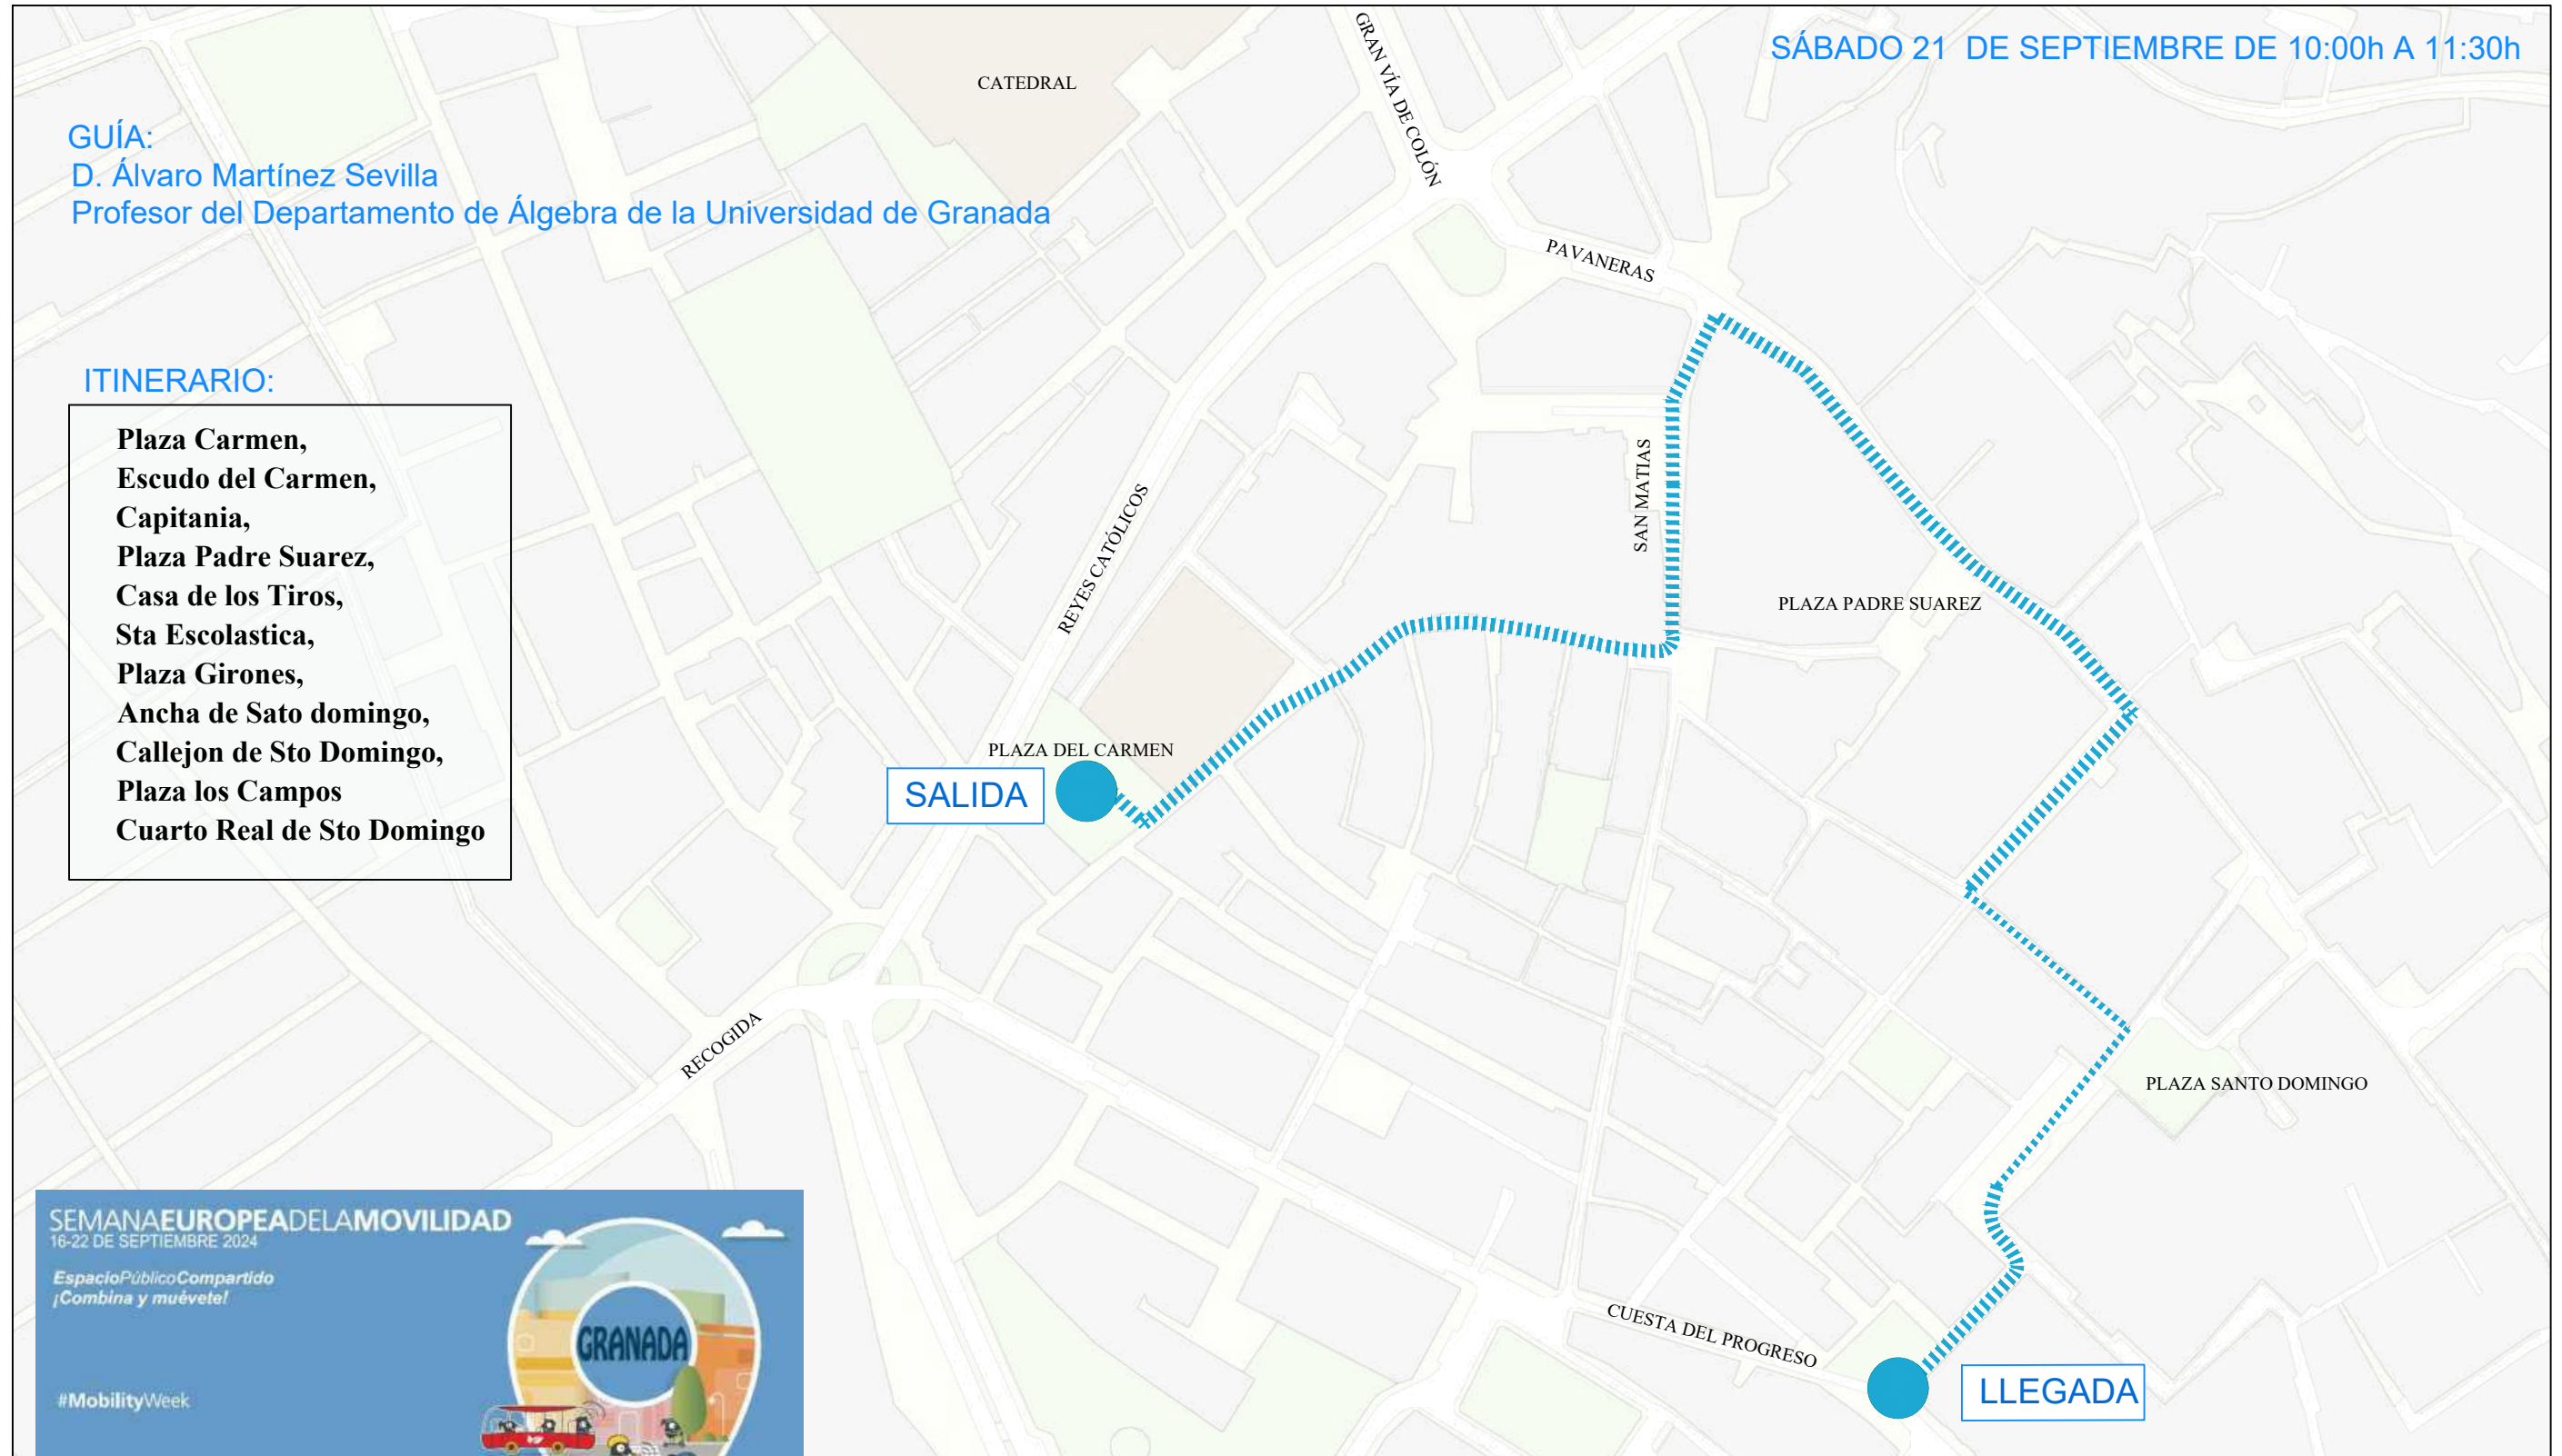 SÁBADO 21 DE SEPTIEMBRE DE 10:00h A 11:30h
CATEDRAL
GRAN VÍA DE COLÓN
GUÍA:
D. Álvaro Martínez Sevilla
Profesor del Departamento de Álgebra de la Universidad de Granada
PAVANERAS
ITINERARIO:
Plaza Carmen,
Escudo del Carmen,
Capitania,
Plaza Padre Suarez,
Casa de los Tiros,
Sta Escolastica,
Plaza Girones,
Ancha de Sato domingo,
Callejon de Sto Domingo,
Plaza los Campos
Cuarto Real de Sto Domingo
REYES CATÓLICOS
SAN MATIAS
PLAZA PADRE SUAREZ
PLAZA DEL CARMEN
SALIDA
RECOGIDA
PLAZA SANTO DOMINGO
CUESTA DEL PROGRESO
LLEGADA
SEMANAEUROPEADELAMOVILIDAD
16-22 DE SEPTIEMBRE 2024
EspacioPúblicoCompartido
¡Combina y muévete!
GRANADA
#MobilityWeek